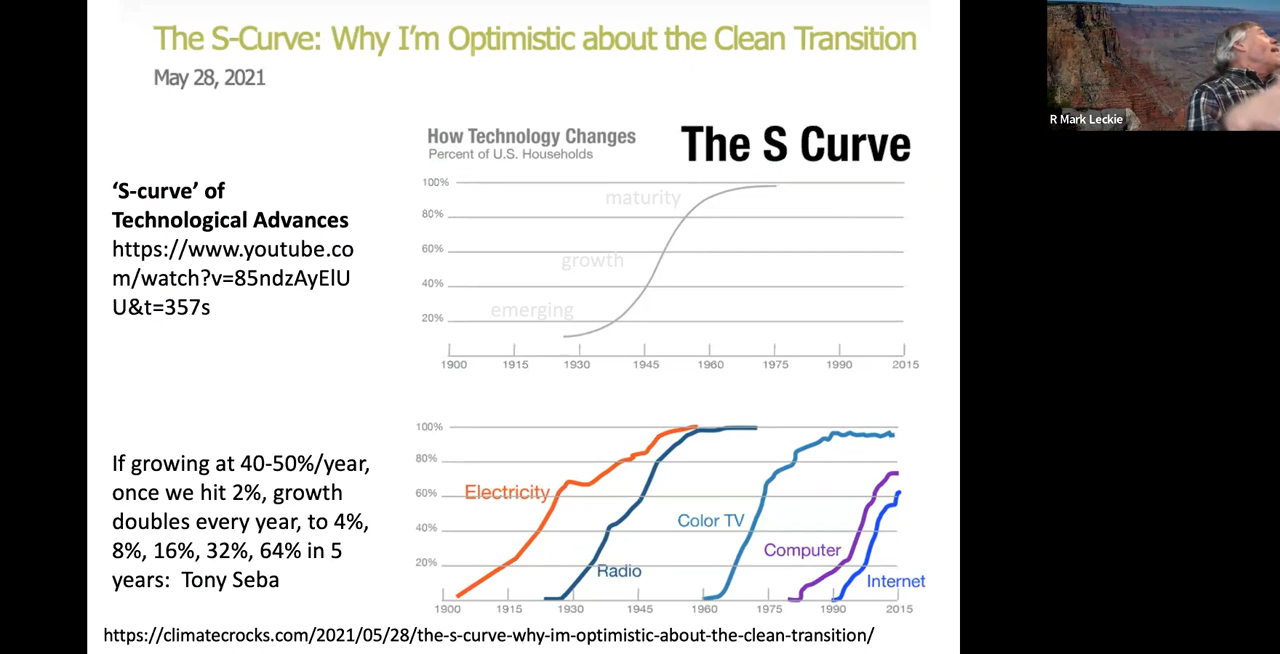 The S-Curve: Why I'm Optimistic about the Clean Transition
May 28, 2021
R Mark Leckie
How Technology Changes
Percent of U.S. Households
The S Curve
'S-curve' of
Technological Advances
https://www.youtube.co
m/watch?v=85ndzAyElU
U&t=357s
100%
80%
60%
40%
20%
maturity
growth
emerging
1900 1915 1930 1945 1960 1975 1990 2015
If growing at 40-50%/year,
once we hit 2%, growth
doubles every year, to 4%,
8%, 16%, 32%, 64% in 5
years:  Tony Seba
100%
80%
60%
40%
20%
Electricity
Radio
Color TV
Computer
Internet
1900 1915 1930 1945 1960 1975 1990 2015
https://climatecrocks.com/2021/05/28/the-s-curve-why-im-optimistic-about-the-clean-transition/